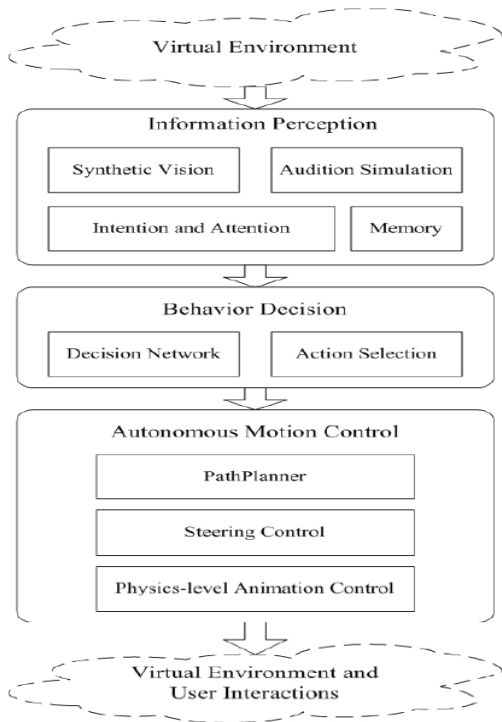 Virtual Environment
Information Perception
Synthetic Vision
Audition Simulation
Intention and Attention
Memory
Behavior Decision
Decision Network
Action Selection
Autonomous Motion Control
PathPlanner
Steering Control
Physics-level Animation Control
Virtual Environment and
User Interactions